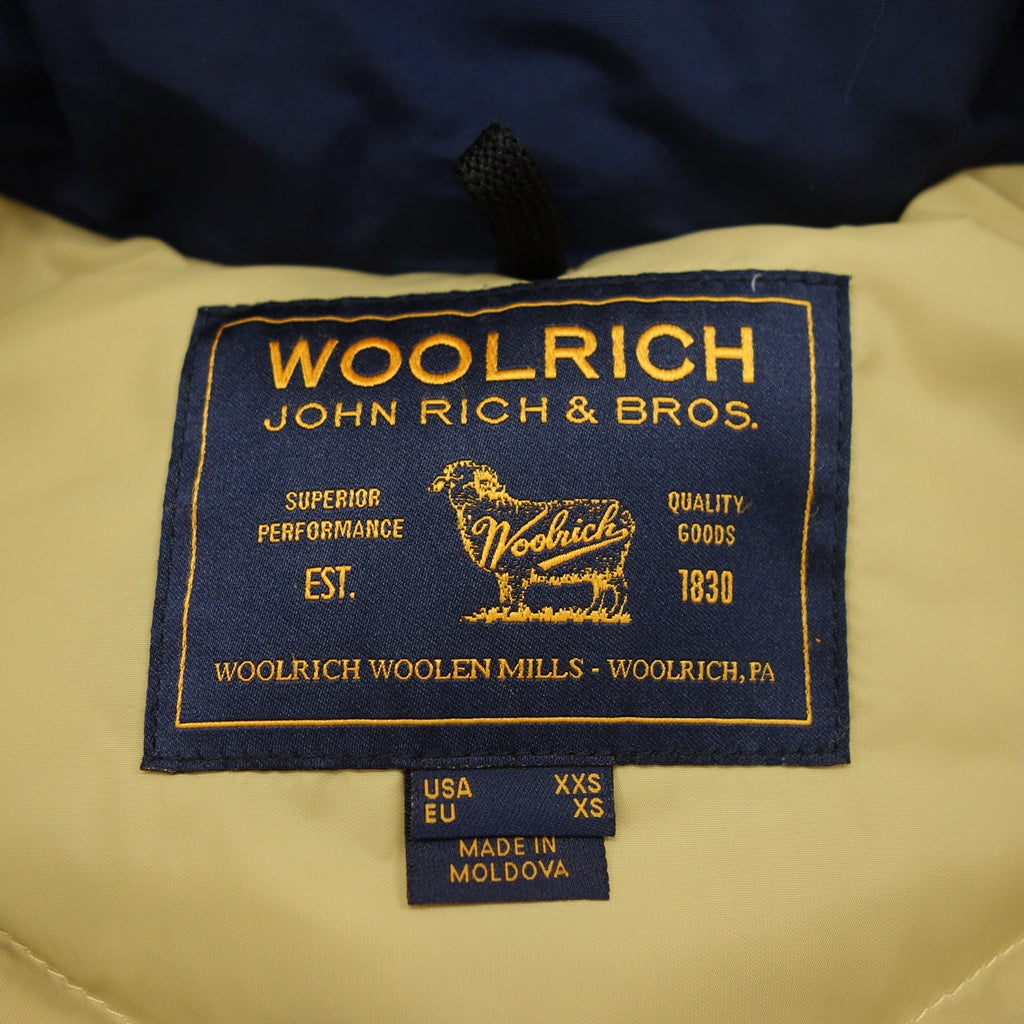 WOOLRICH
JOHN RICH & BROS.
SUPERIOR
PERFORMANCE
EST.
Woolrich
QUALITY
GOODS
1830
WOOLRICH WOOLEN MILLS - WOOLRICH, PA
USA XXS
EU XS
MADE IN
MOLDOVA